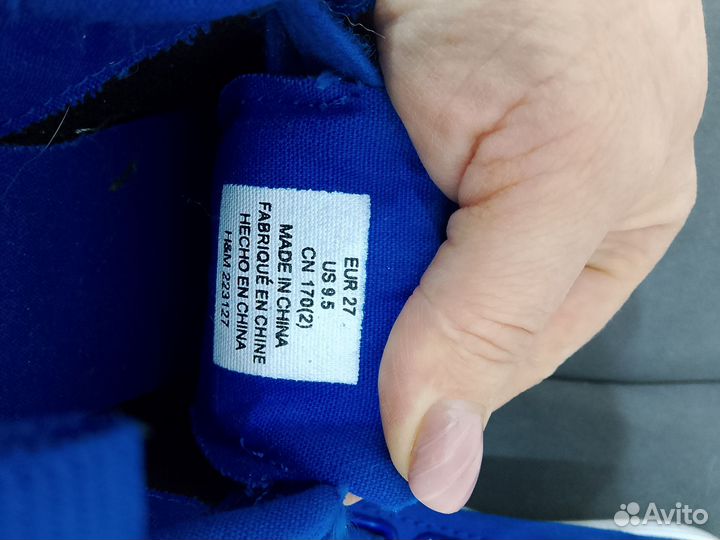 EUR 27
US 9.5
CN 170(2)
MADE IN CHINA
FABRIQUÉ EN CHINE
HECHO EN CHINA
H&M 223127
Avito